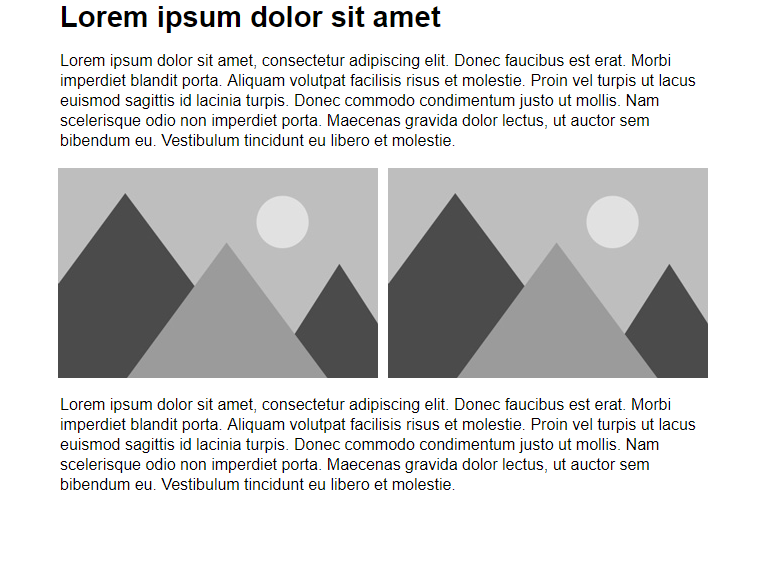 Lorem ipsum dolor sit amet
Lorem ipsum dolor sit amet, consectetur adipiscing elit. Donec faucibus est erat. Morbi
imperdiet blandit porta. Aliquam volutpat facilisis risus et molestie. Proin vel turpis ut lacus
euismod sagittis id lacinia turpis. Donec commodo condimentum justo ut mollis. Nam
scelerisque odio non imperdiet porta. Maecenas gravida dolor lectus, ut auctor sem
bibendum eu. Vestibulum tincidunt eu libero et molestie.
Lorem ipsum dolor sit amet, consectetur adipiscing elit. Donec faucibus est erat. Morbi
imperdiet blandit porta. Aliquam volutpat facilisis risus et molestie. Proin vel turpis ut lacus
euismod sagittis id lacinia turpis. Donec commodo condimentum justo ut mollis. Nam
scelerisque odio non imperdiet porta. Maecenas gravida dolor lectus, ut auctor sem
bibendum eu. Vestibulum tincidunt eu libero et molestie.